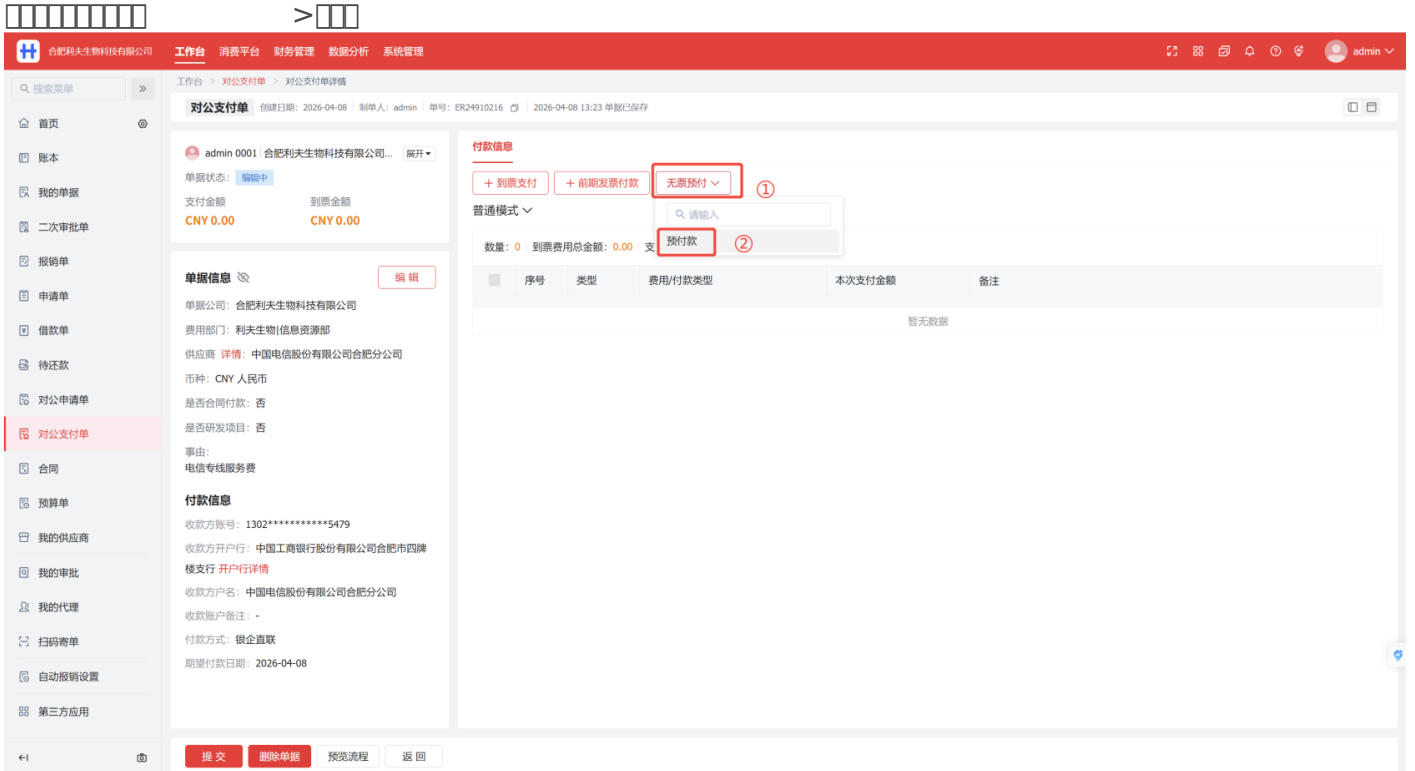 >
合肥利夫生物科技有限公司 工作台 消费平台 财务管理 数据分析 系统管理 admin
搜索菜单
首页
账本
我的单据
二次审批单
报销单
申请单
借款单
待还款
对公申请单
对公支付单
合同
预算单
我的供应商
我的审批
我的代理
扫码寄单
自动报销设置
第三方应用
工作台 > 对公支付单 > 对公支付单详情
对公支付单 创建日期: 2026-04-08 制单人: admin 单号: ER24910216 2026-04-08 13:23 单据已保存
admin 0001 合肥利夫生物科技有限公司... 展开
单据状态: 编辑中
支付金额 到票金额
CNY 0.00 CNY 0.00
单据信息 编辑
单据公司: 合肥利夫生物科技有限公司
费用部门: 利夫生物|信息资源部
供应商 详情: 中国电信股份有限公司合肥分公司
币种: CNY 人民币
是否合同付款: 否
是否研发项目: 否
事由:
电信专线服务费
付款信息
收款方账号: 1302***********5479
收款方开户行: 中国工商银行股份有限公司合肥市四牌
楼支行 开户行详情
收款方户名: 中国电信股份有限公司合肥分公司
收款账户备注: -
付款方式: 银企直联
期望付款日期: 2026-04-08
付款信息
+ 到票支付 + 前期发票付款 无票预付 ①
普通模式 请输入
数量: 0 到票费用总金额: 0.00 支 预付款 ②
序号 类型 费用/付款类型 本次支付金额 备注
暂无数据
提交 删除单据 预览流程 返回